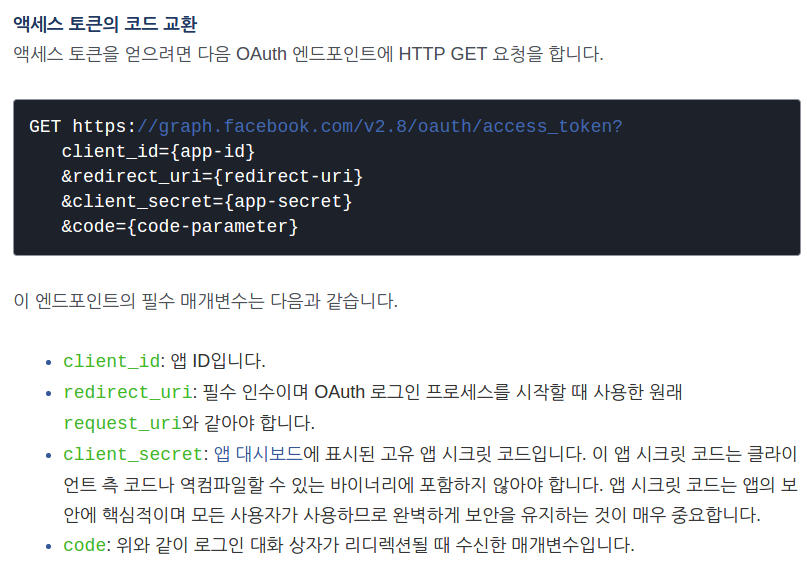 액세스 토큰의 코드 교환
액세스 토큰을 얻으려면 다음 OAuth 엔드포인트에 HTTP GET 요청을 합니다.
GET https://graph.facebook.com/v2.8/oauth/access_token?
client_id={app-id}
&redirect_uri={redirect-uri}
&client_secret={app-secret}
&code={code-parameter}
이 엔드포인트의 필수 매개변수는 다음과 같습니다.
• client_id: 앱 ID입니다.
• redirect_uri: 필수 인수이며 OAuth 로그인 프로세스를 시작할 때 사용한 원래
request_uri와 같아야 합니다.
• client_secret: 앱 대시보드에 표시된 고유 앱 시크릿 코드입니다. 이 앱 시크릿 코드는 클라이
언트 측 코드나 역컴파일할 수 있는 바이너리에 포함하지 않아야 합니다. 앱 시크릿 코드는 앱의 보
안에 핵심적이며 모든 사용자가 사용하므로 완벽하게 보안을 유지하는 것이 매우 중요합니다.
• code: 위와 같이 로그인 대화 상자가 리디렉션될 때 수신한 매개변수입니다.